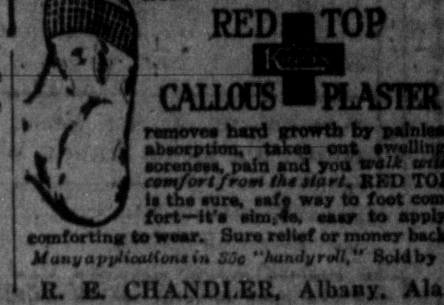 RED TOP
CALLOUS PLASTER
removes hard growth by painless
absorption, takes out swelling
soreness, pain and you walk with
comfort from the start. RED TOP
is the sure, safe way to foot com
fort—it's simple, easy to apply
comforting to wear. Sure relief or money back
Many applications in 35c "handy roll." Sold by
R. E. CHANDLER, Albany, Ala